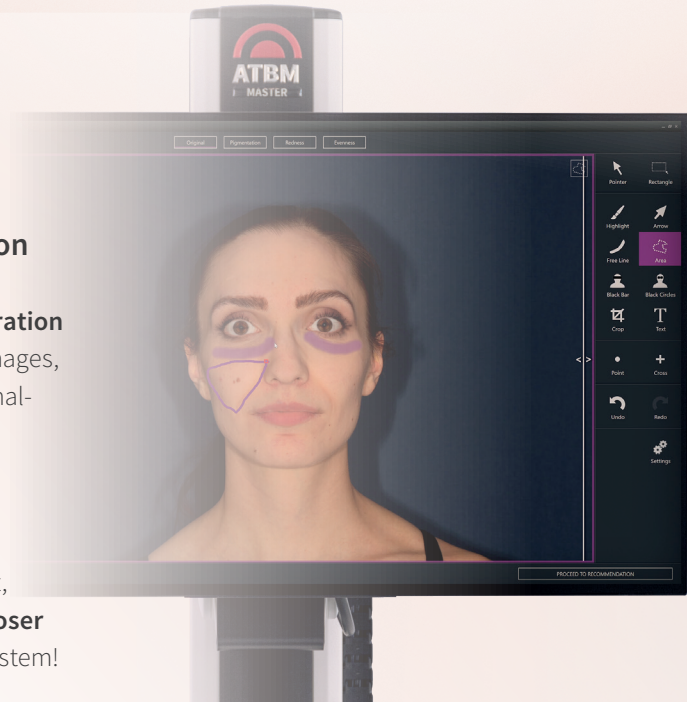 ATBM
MASTER
Original Pigmentation Redness Evenness
Pointer Rectangle
Highlight Arrow
Free Line Area
Black Bar Black Circles
Crop Text
Point Cross
Undo Redo
Settings
PROCEED TO RECOMMENDATION
on
ration
nages,
nal-
,
oser
stem!